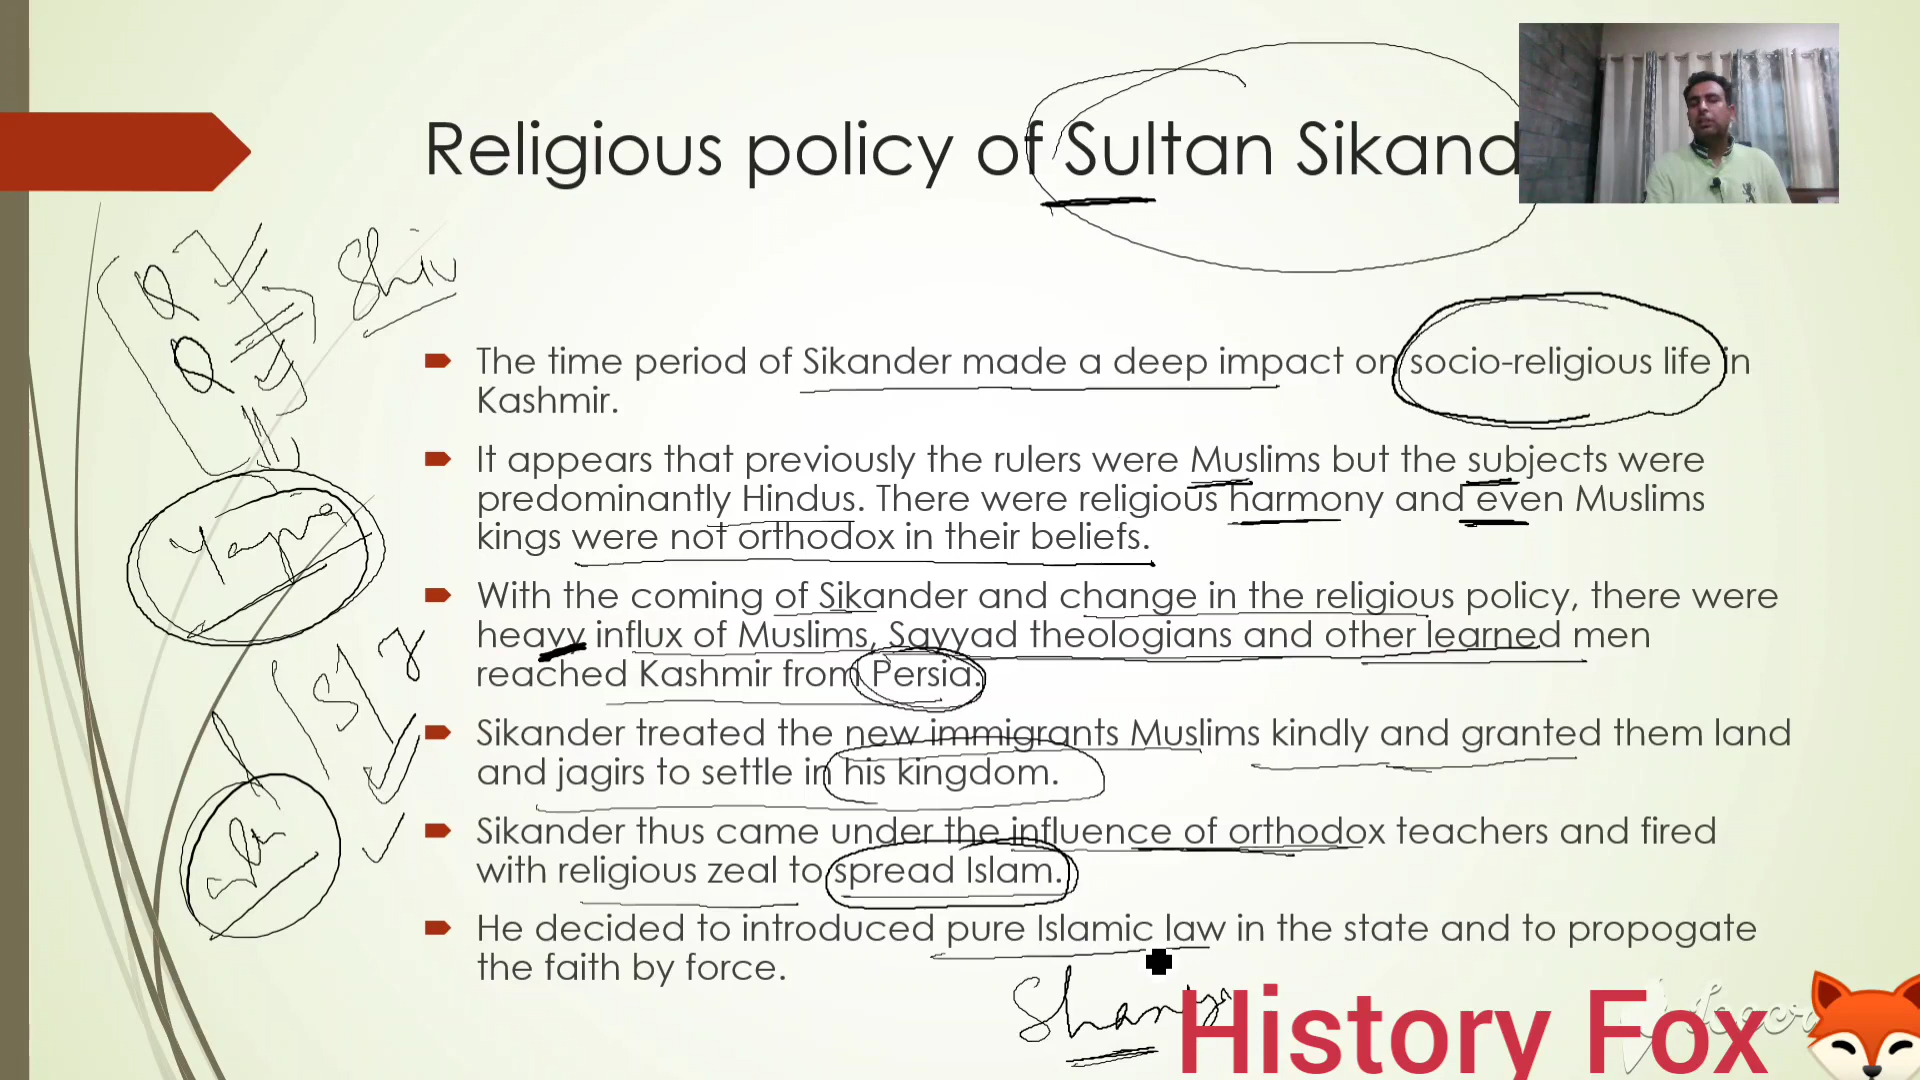 Religious policy of Sultan Sikand
Shiv
The time period of Sikander made a deep impact on socio-religious life in
Kashmir.
It appears that previously the rulers were Muslims but the subjects were
predominantly Hindus. There were religious harmony and even Muslims
kings were not orthodox in their beliefs.
With the coming of Sikander and change in the religious policy, there were
heavy influx of Muslims, Sayyad theologians and other learned men
reached Kashmir from Persia.
Sikander treated the new immigrants Muslims kindly and granted them land
and jagirs to settle in his kingdom.
Sikander thus came under the influence of orthodox teachers and fired
with religious zeal to spread Islam.
He decided to introduced pure Islamic law in the state and to propogate
the faith by force.
History Fox